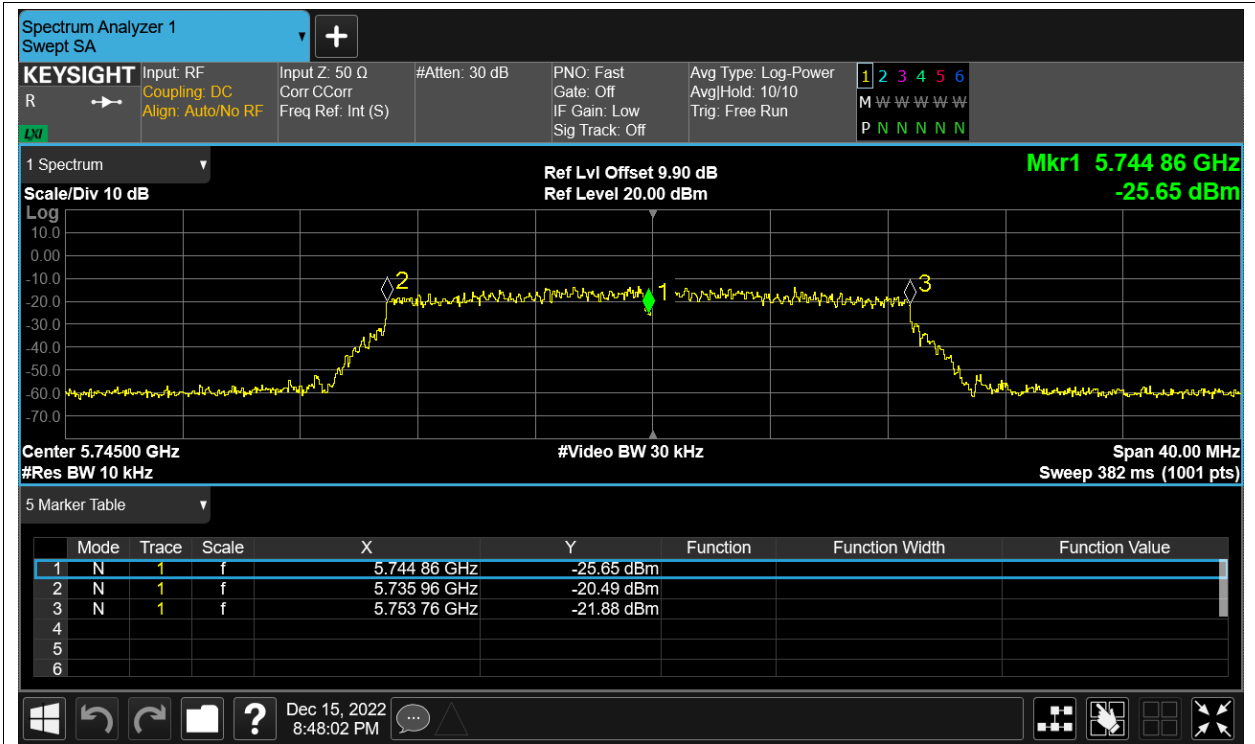 Spectrum Analyzer 1
Swept SA
KEYSIGHT
R
LXI
Input: RF
Coupling: DC
Align: Auto/No RF
Input Z: 50 Ω
Corr CCorr
Freq Ref: Int (S)
#Atten: 30 dB
PNO: Fast
Gate: Off
IF Gain: Low
Sig Track: Off
Avg Type: Log-Power
Avg|Hold: 10/10
Trig: Free Run
1 2 3 4 5 6
M W W W W W
P N N N N N
1 Spectrum
Scale/Div 10 dB
Ref Lvl Offset 9.90 dB
Ref Level 20.00 dBm
Mkr1 5.744 86 GHz
-25.65 dBm
Log
10.0
0.00
-10.0
-20.0
-30.0
-40.0
-50.0
-60.0
-70.0
2
1
3
Center 5.74500 GHz
#Res BW 10 kHz
#Video BW 30 kHz
Span 40.00 MHz
Sweep 382 ms (1001 pts)
5 Marker Table
Mode Trace Scale X Y Function Function Width Function Value
1 N 1 f 5.744 86 GHz -25.65 dBm
2 N 1 f 5.735 96 GHz -20.49 dBm
3 N 1 f 5.753 76 GHz -21.88 dBm
4
5
6
?
Dec 15, 2022
8:48:02 PM